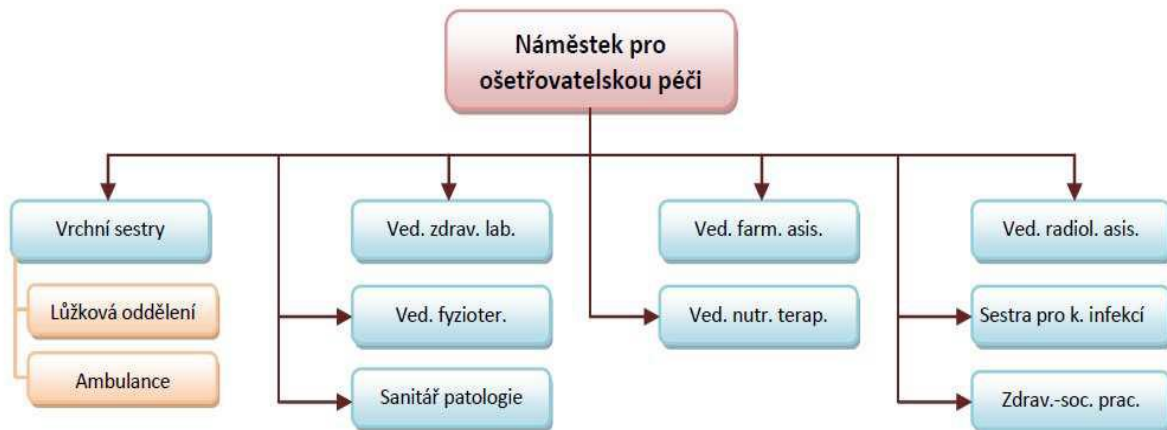 Náměstek pro
ošetřovatelskou péči
Vrchní sestry
Ved. zdrav. lab.
Ved. farm. asis.
Ved. radiol. asis.
Lůžková oddělení
Ved. fyzioter.
Ved. nutr. terap.
Sestra pro k. infekcí
Ambulance
Sanitář patologie
Zdrav.-soc. prac.